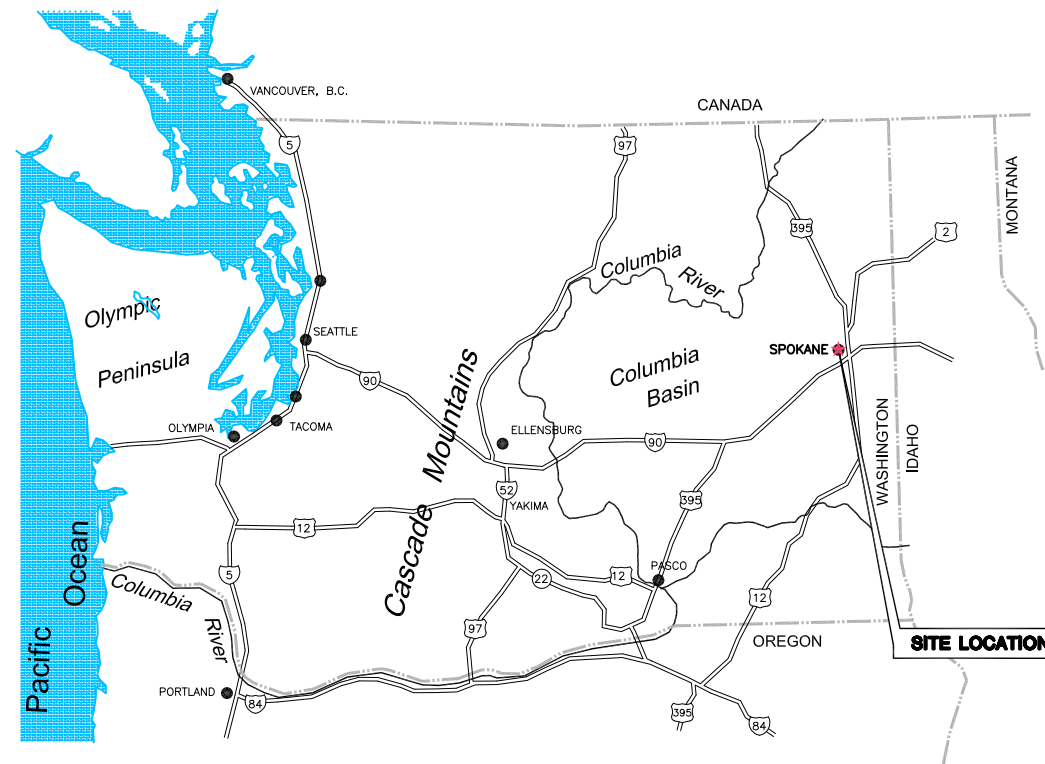 VANCOUVER, B.C.
CANADA
5
97
MONTANA
395
2
Columbia
River
Olympic
Peninsula
SEATTLE
SPOKANE
90
Columbia
Basin
Cascade Mountains
OLYMPIA
TACOMA
ELLENSBURG
90
WASHINGTON
IDAHO
52
395
YAKIMA
12
Pacific Ocean
5
PASCO
22
12
12
Columbia
River
97
OREGON
SITE LOCATION
PORTLAND
84
395
84